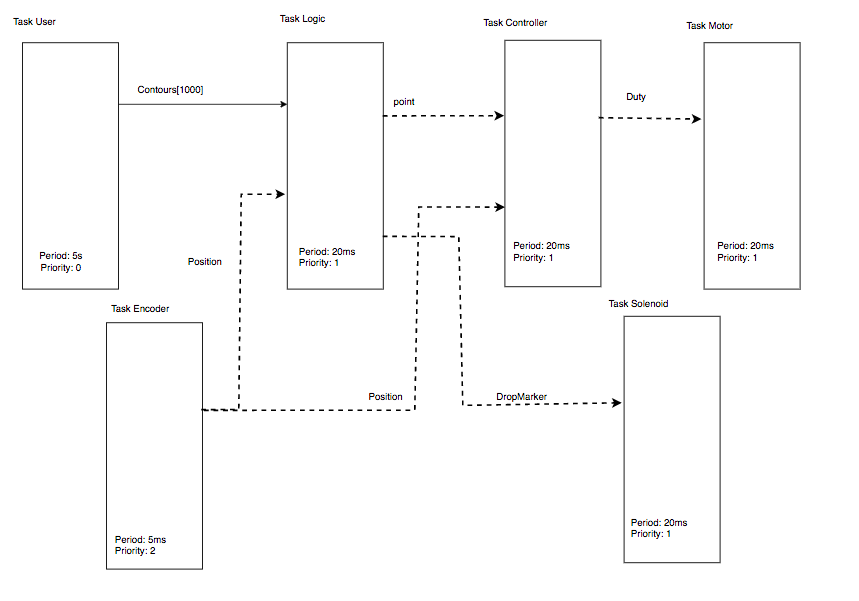 Task User
Task Logic
Task Controller
Task Motor
Contours[1000]
point
Duty
Period: 5s
Priority: 0
Position
Period: 20ms
Priority: 1
Period: 20ms
Priority: 1
Period: 20ms
Priority: 1
Task Encoder
Task Solenoid
Position
DropMarker
Period: 5ms
Priority: 2
Period: 20ms
Priority: 1